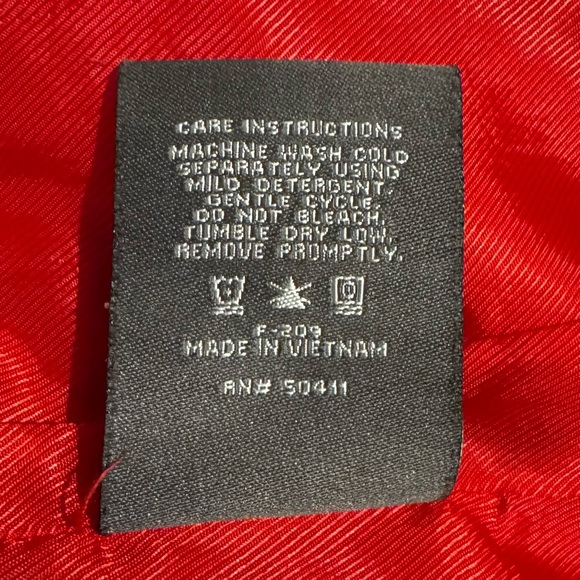 CARE INSTRUCTIONS
MACHINE WASH COLD
SEPARATELY USING
MILD DETERGENT,
GENTLE CYCLE.
DO NOT BLEACH.
TUMBLE DRY LOW.
REMOVE PROMPTLY.
F-209
MADE IN VIETNAM
RN# 50411